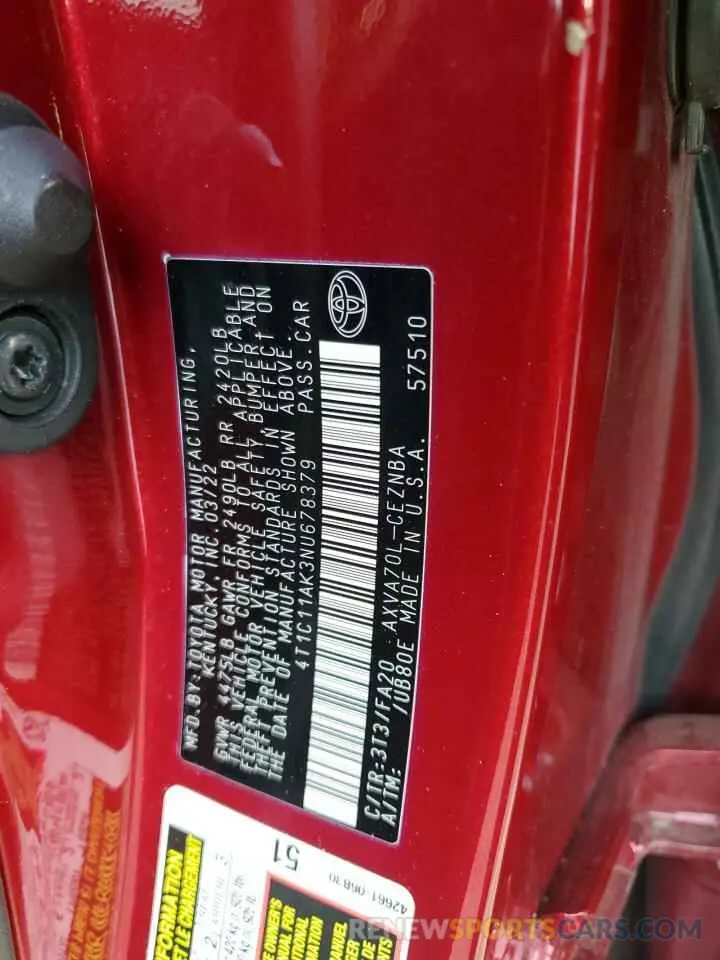 MFD. BY: TOYOTA MOTOR MANUFACTURING,
KENTUCKY, INC. 03/22
GVWR 4475LB GAWR FR 2490LB RR 2420LB
THIS VEHICLE CONFORMS TO ALL APPLICABLE
FEDERAL MOTOR VEHICLE SAFETY, BUMPER AND
THEFT PREVENTION STANDARDS IN EFFECT ON
THE DATE OF MANUFACTURE SHOWN ABOVE.
4T1C11AK3NU678379 PASS. CAR
C/TR: 3T3/FA20 AXVA70L-CEZNBA 57510
A/TM: /UB80E MADE IN U.S.A.
51
42661-06830
RENEWSPORTSCARS.COM